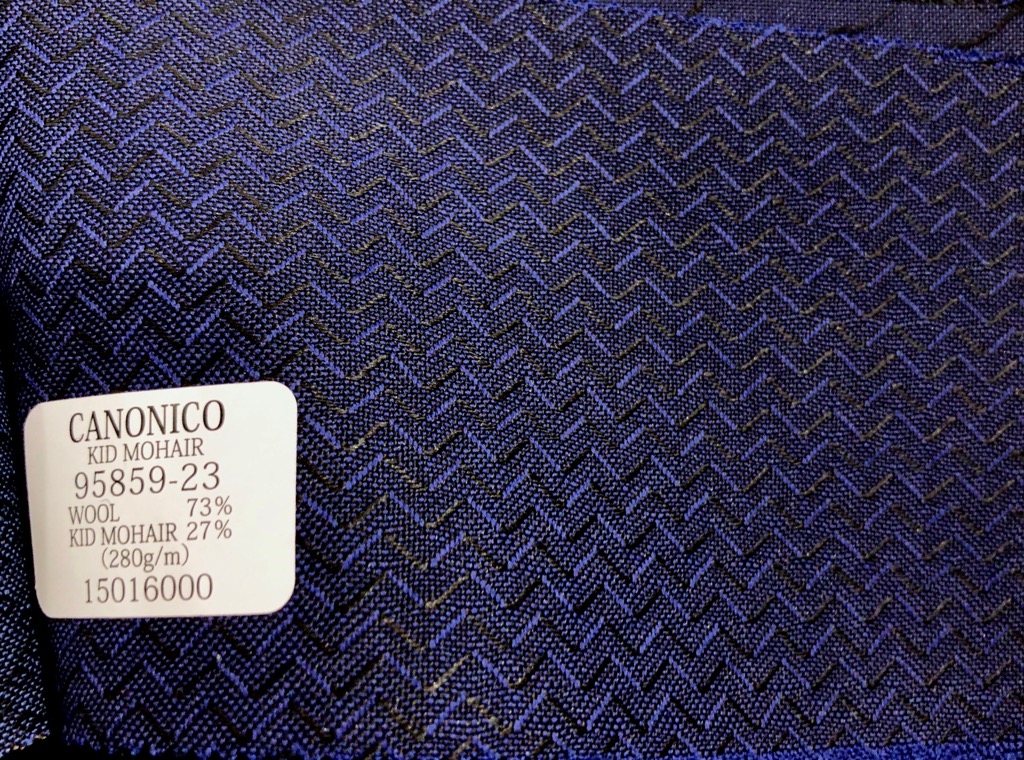 CANONICO
KID MOHAIR
95859-23
WOOL 73%
KID MOHAIR 27%
(280g/m)
15016000